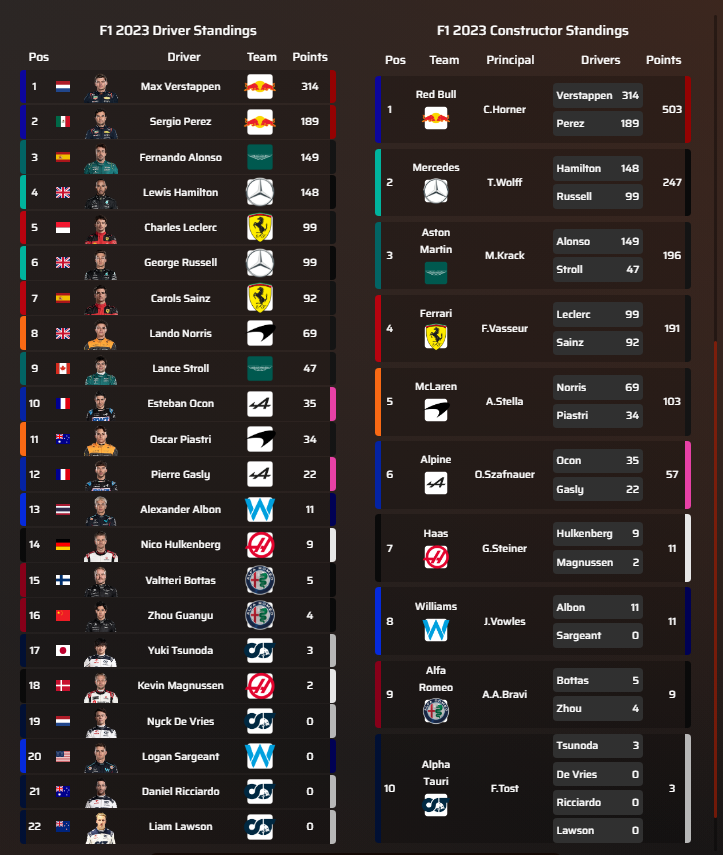 F1 2023 Driver Standings
Pos Driver Team Points
1 Max Verstappen 314
2 Sergio Perez 189
3 Fernando Alonso 149
4 Lewis Hamilton 148
5 Charles Leclerc 99
6 George Russell 99
7 Carols Sainz 92
8 Lando Norris 69
9 Lance Stroll 47
10 Esteban Ocon 35
11 Oscar Piastri 34
12 Pierre Gasly 22
13 Alexander Albon 11
14 Nico Hulkenberg 9
15 Valtteri Bottas 5
16 Zhou Guanyu 4
17 Yuki Tsunoda 3
18 Kevin Magnussen 2
19 Nyck De Vries 0
20 Logan Sargeant 0
21 Daniel Ricciardo 0
22 Liam Lawson 0
F1 2023 Constructor Standings
Pos Team Principal Drivers Points
Red Bull
1 C.Horner 503
Verstappen 314
Perez 189
Mercedes
2 T.Wolff 247
Hamilton 148
Russell 99
Aston
Martin
3 M.Krack 196
Alonso 149
Stroll 47
Ferrari
4 F.Vasseur 191
Leclerc 99
Sainz 92
McLaren
5 A.Stella 103
Norris 69
Piastri 34
Alpine
6 O.Szafnauer 57
Ocon 35
Gasly 22
Haas
7 G.Steiner 11
Hulkenberg 9
Magnussen 2
Williams
8 J.Vowles 11
Albon 11
Sargeant 0
Alfa
Romeo
9 A.A.Bravi 9
Bottas 5
Zhou 4
Alpha
Tauri
10 F.Tost 3
Tsunoda 3
De Vries 0
Ricciardo 0
Lawson 0